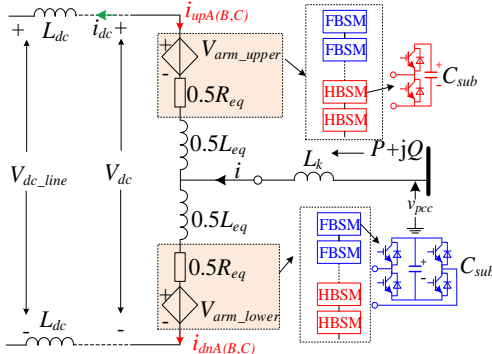 +
L_dc
i_dc
+
i_upA(B,C)
+
-
V_arm_upper
0.5R_eq
0.5L_eq
FBSM
FBSM
HBSM
HBSM
+
-
C_sub
V_dc_line
V_dc
i
L_k
P+jQ
v_pcc
0.5L_eq
0.5R_eq
+
-
V_arm_lower
FBSM
FBSM
HBSM
HBSM
+
-
C_sub
-
L_dc
-
i_dnA(B,C)